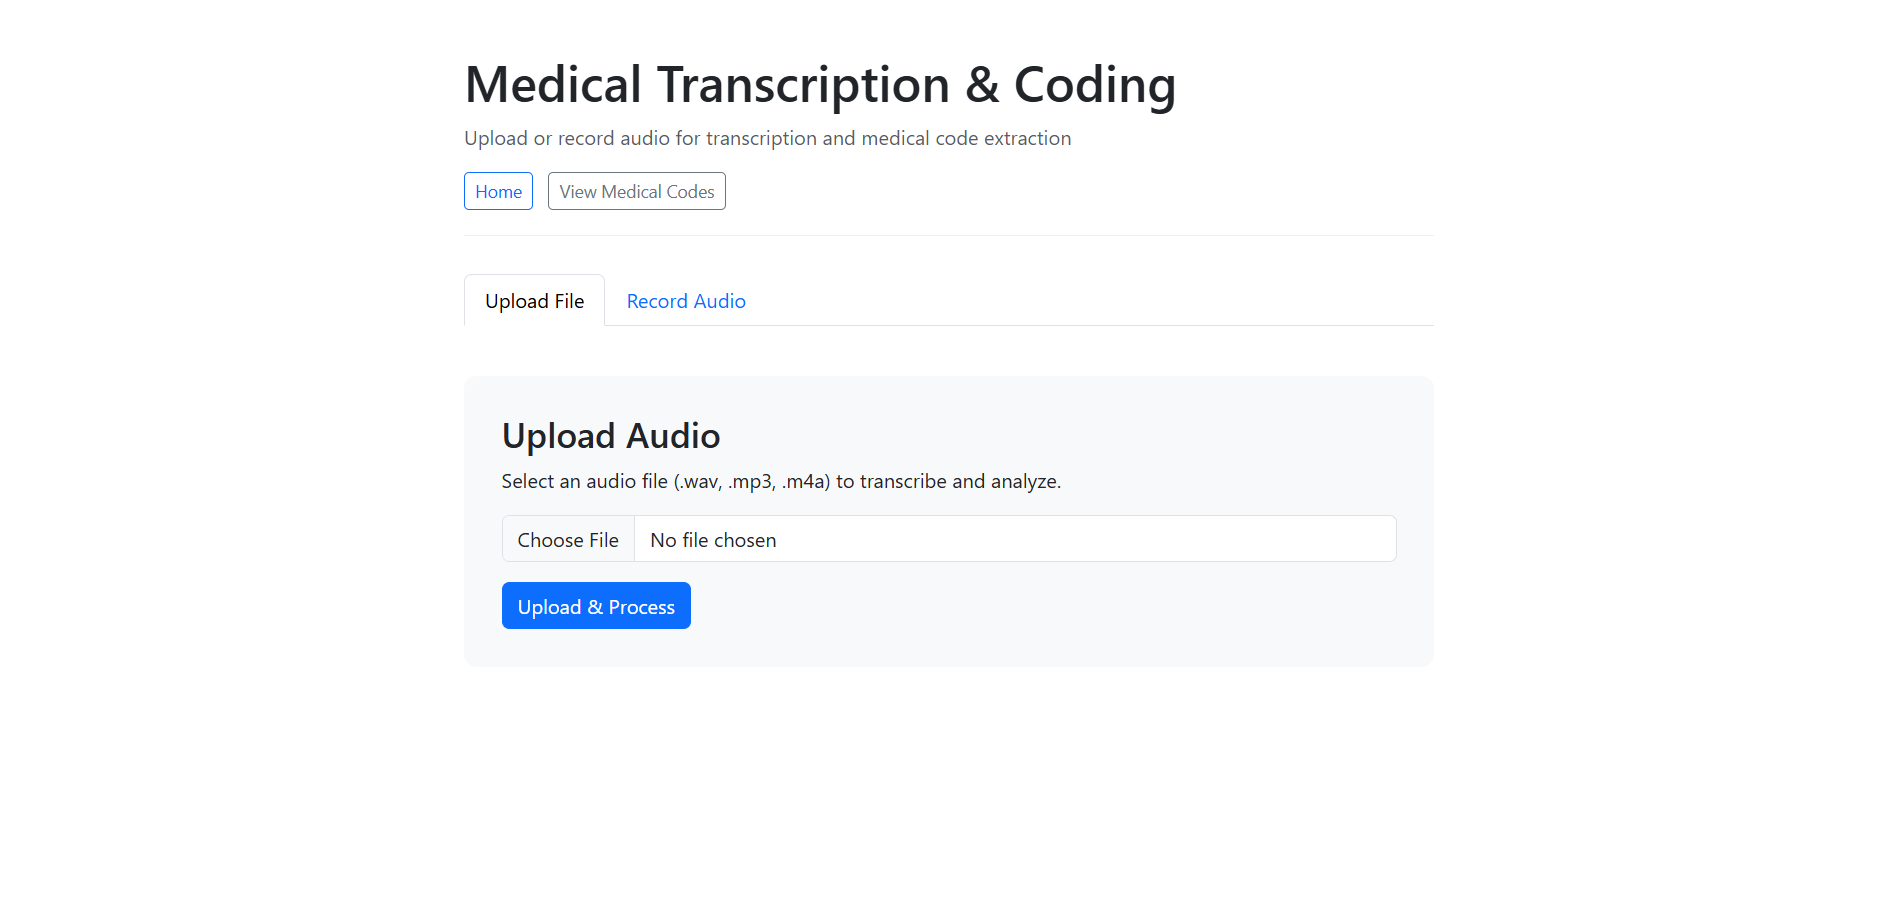 Medical Transcription & Coding
Upload or record audio for transcription and medical code extraction
Home View Medical Codes
Upload File Record Audio
Upload Audio
Select an audio file (.wav, .mp3, .m4a) to transcribe and analyze.
Choose File No file chosen
Upload & Process